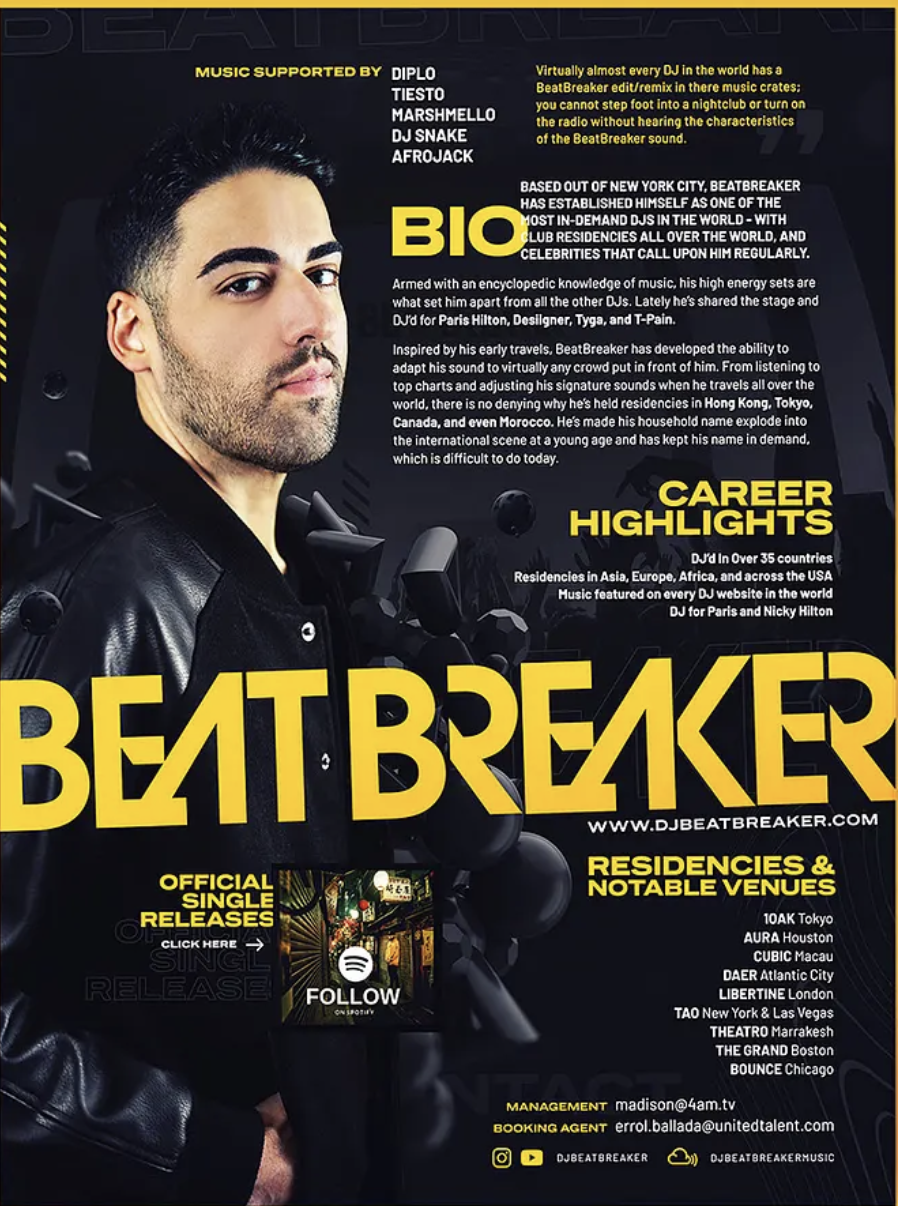 BEATBREAKER
MUSIC SUPPORTED BY
DIPLO
TIESTO
MARSHMELLO
DJ SNAKE
AFROJACK
Virtually almost every DJ in the world has a
BeatBreaker edit/remix in there music crates;
you cannot step foot into a nightclub or turn on
the radio without hearing the characteristics
of the BeatBreaker sound.
BIO
BASED OUT OF NEW YORK CITY, BEATBREAKER
HAS ESTABLISHED HIMSELF AS ONE OF THE
MOST IN-DEMAND DJS IN THE WORLD - WITH
CLUB RESIDENCIES ALL OVER THE WORLD, AND
CELEBRITIES THAT CALL UPON HIM REGULARLY.
Armed with an encyclopedic knowledge of music, his high energy sets are
what set him apart from all the other DJs. Lately he's shared the stage and
DJ'd for Paris Hilton, Desiigner, Tyga, and T-Pain.
Inspired by his early travels, BeatBreaker has developed the ability to
adapt his sound to virtually any crowd put in front of him. From listening to
top charts and adjusting his signature sounds when he travels all over the
world, there is no denying why he's held residencies in Hong Kong, Tokyo,
Canada, and even Morocco. He's made his household name explode into
the international scene at a young age and has kept his name in demand,
which is difficult to do today.
CAREER
HIGHLIGHTS
DJ'd In Over 35 countries
Residencies in Asia, Europe, Africa, and across the USA
Music featured on every DJ website in the world
DJ for Paris and Nicky Hilton
BEATBREAKER
WWW.DJBEATBREAKER.COM
OFFICIAL
SINGLE
RELEASES
CLICK HERE →
OFFICIAL
SINGL
RELEASE
FOLLOW
ON SPOTIFY
RESIDENCIES &
NOTABLE VENUES
10AK Tokyo
AURA Houston
CUBIC Macau
DAER Atlantic City
LIBERTINE London
TAO New York & Las Vegas
THEATRO Marrakesh
THE GRAND Boston
BOUNCE Chicago
CONTACT
MANAGEMENT madison@4am.tv
BOOKING AGENT errol.ballada@unitedtalent.com
DJBEATBREAKER
DJBEATBREAKERMUSIC